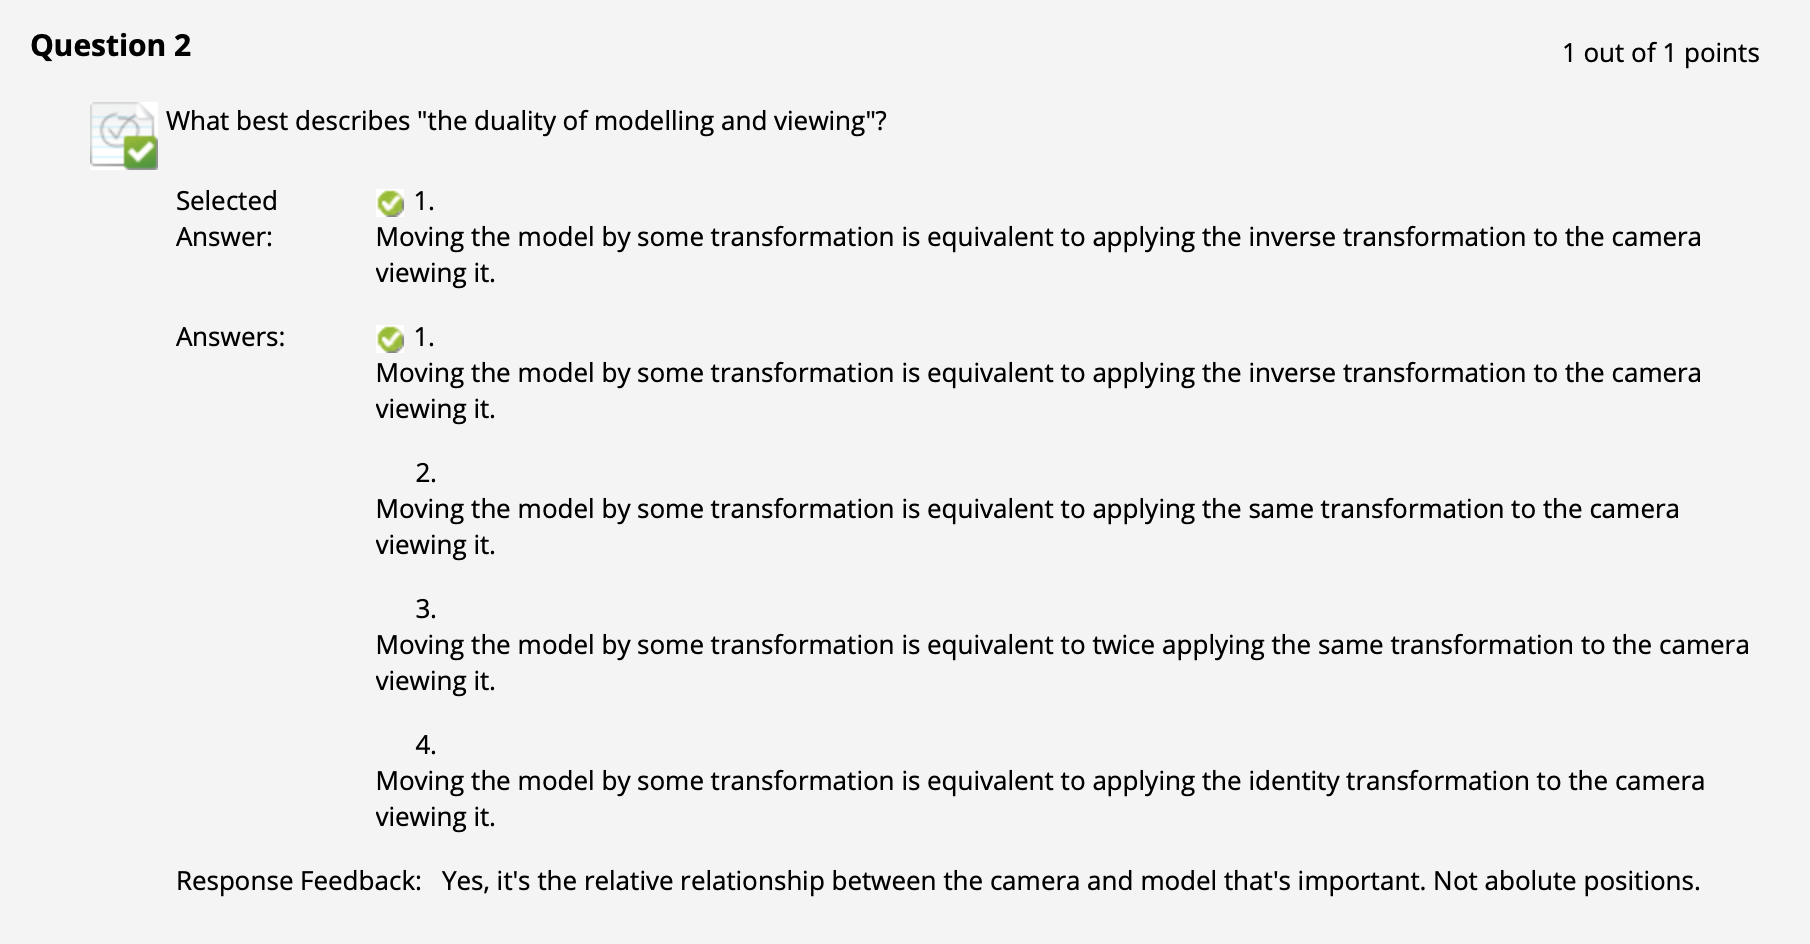 Question 2
1 out of 1 points
What best describes "the duality of modelling and viewing"?
Selected
Answer:
1.
Moving the model by some transformation is equivalent to applying the inverse transformation to the camera
viewing it.
Answers:
1.
Moving the model by some transformation is equivalent to applying the inverse transformation to the camera
viewing it.
2.
Moving the model by some transformation is equivalent to applying the same transformation to the camera
viewing it.
3.
Moving the model by some transformation is equivalent to twice applying the same transformation to the camera
viewing it.
4.
Moving the model by some transformation is equivalent to applying the identity transformation to the camera
viewing it.
Response Feedback: Yes, it's the relative relationship between the camera and model that's important. Not abolute positions.